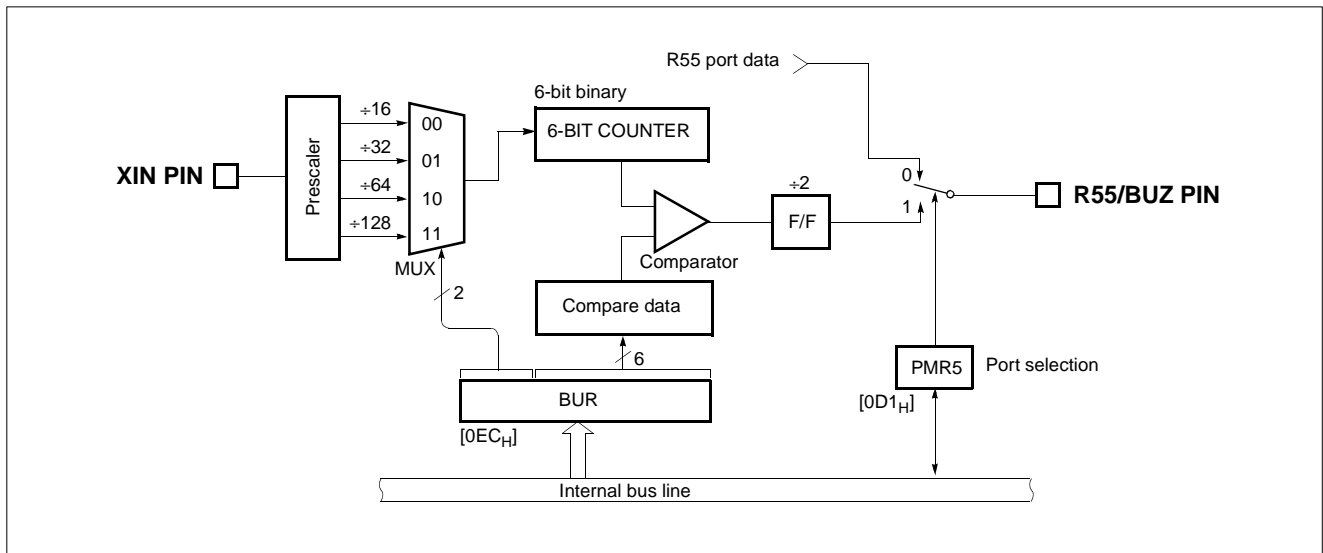 R55 port data
6-bit binary
÷16
÷32
÷64
÷128
00
01
10
11
6-BIT COUNTER
XIN PIN
Prescaler
MUX
÷2
0
1
F/F
R55/BUZ PIN
Comparator
2
Compare data
6
PMR5
Port selection
BUR
[0D1H]
[0ECH]
Internal bus line